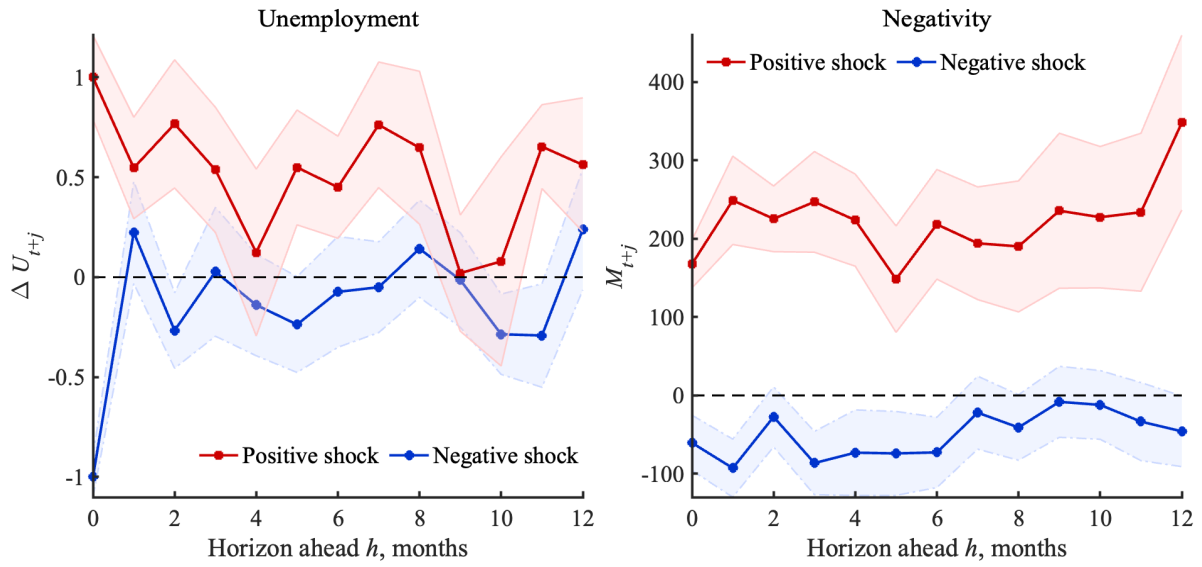 Unemployment
1
0.5
0
-0.5
-1
Δ U_{t+j}
Positive shock Negative shock
0 2 4 6 8 10 12
Horizon ahead h, months
Negativity
Positive shock Negative shock
400
300
200
100
0
-100
M_{t+j}
0 2 4 6 8 10 12
Horizon ahead h, months